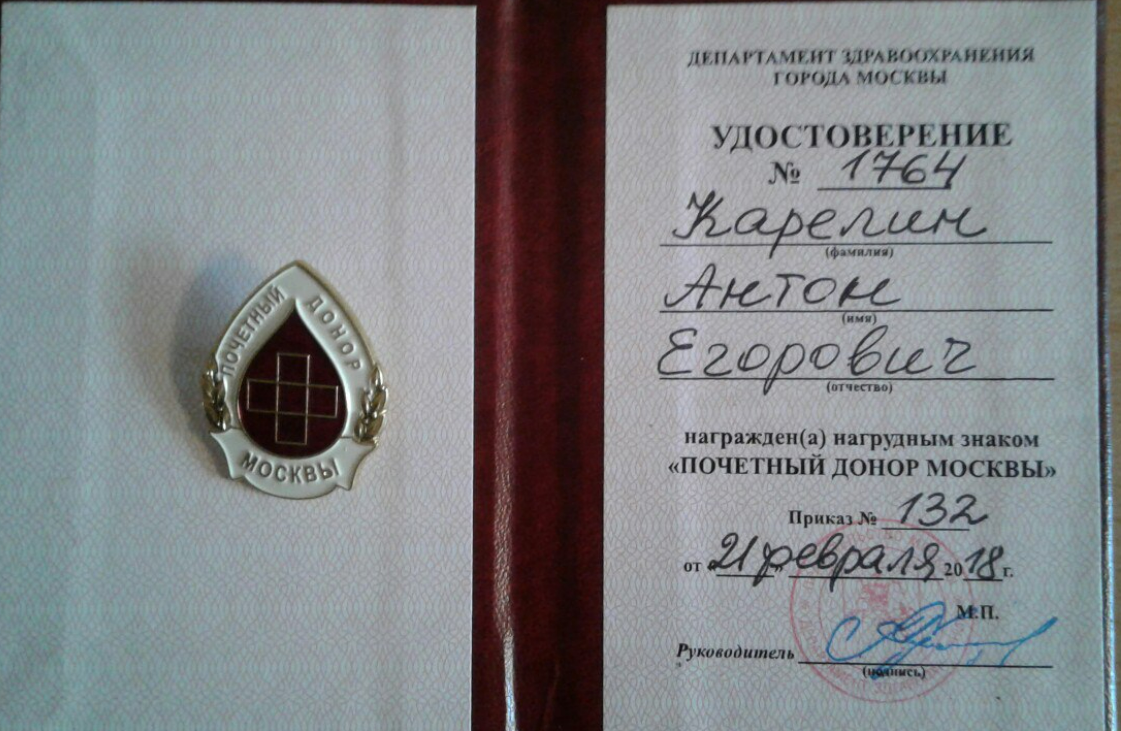 ПОЧЕТНЫЙ ДОНОР
МОСКВЫ
ДЕПАРТАМЕНТ ЗДРАВООХРАНЕНИЯ
ГОРОДА МОСКВЫ
УДОСТОВЕРЕНИЕ
№ 1764
Карелин
(фамилия)
Антон
(имя)
Егорович
(отчество)
награжден(а) нагрудным знаком
«ПОЧЕТНЫЙ ДОНОР МОСКВЫ»
Приказ № 132
от «21» февраля 2018 г.
М.П.
Руководитель
(подпись)